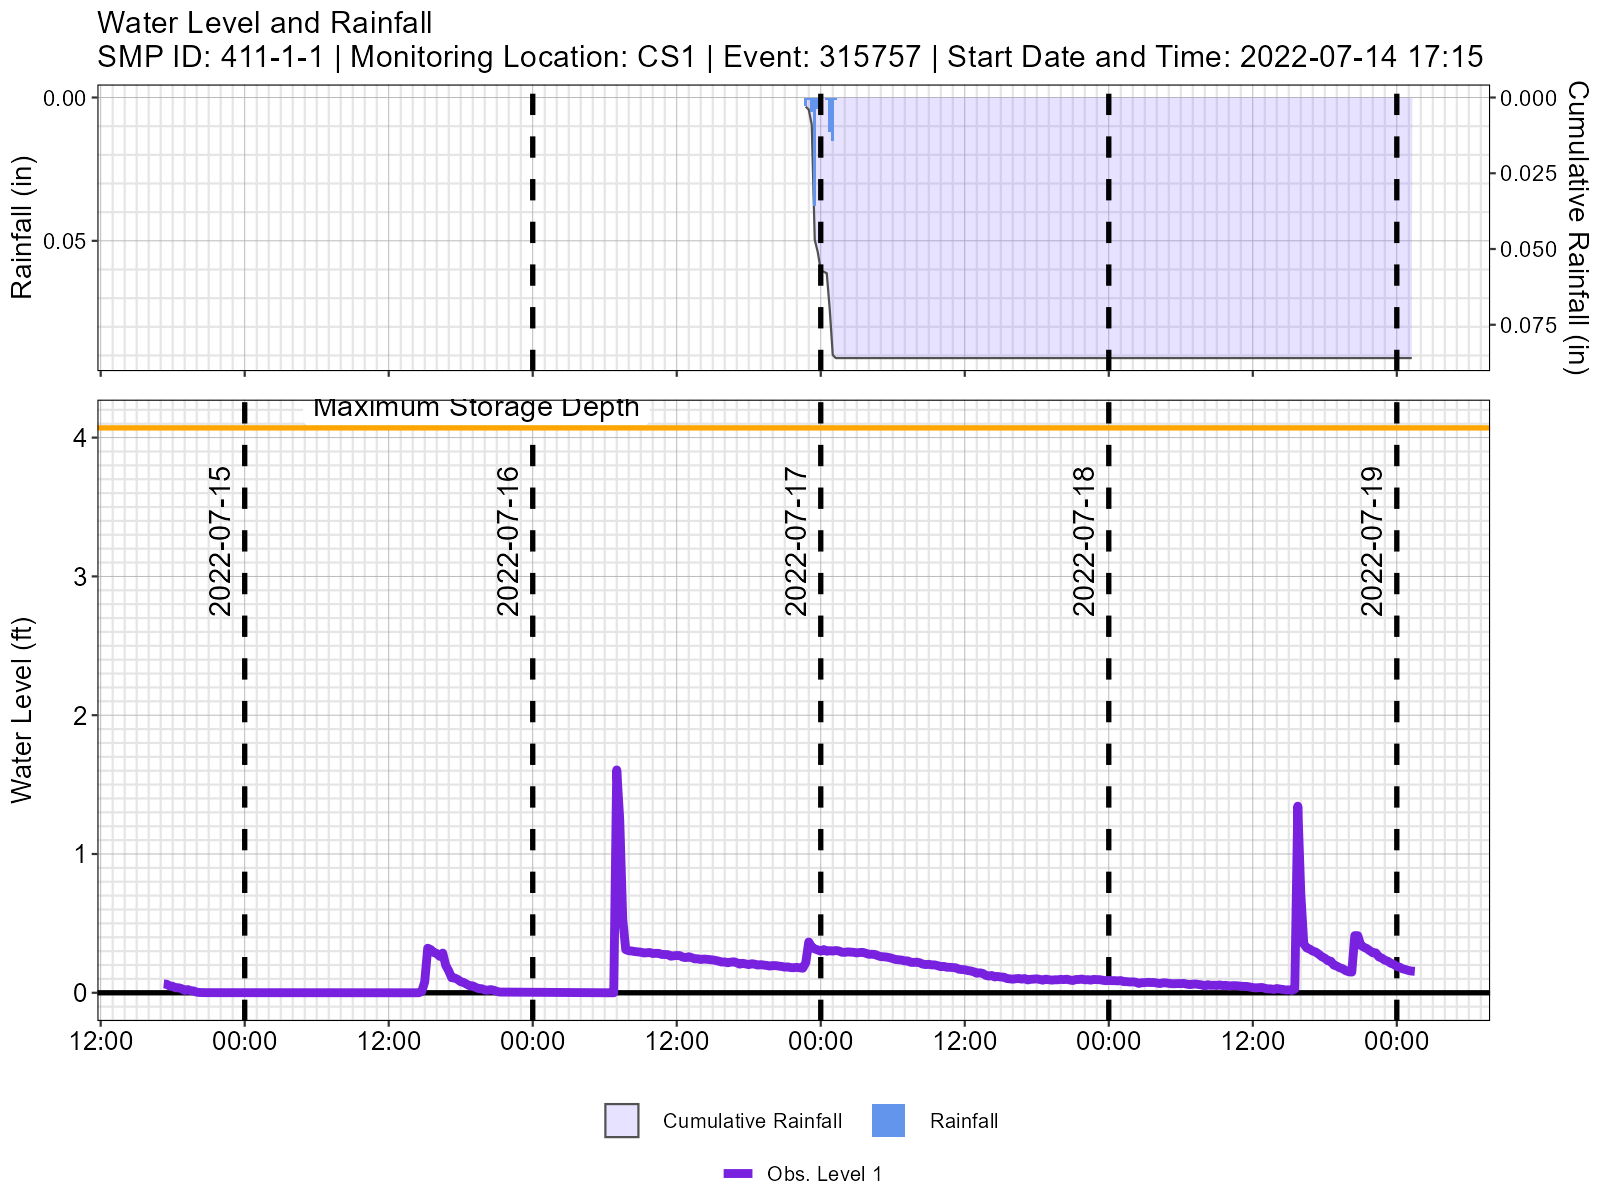 Water Level and Rainfall
SMP ID: 411-1-1 | Monitoring Location: CS1 | Event: 315757 | Start Date and Time: 2022-07-14 17:15
0.00
0.05
Rainfall (in)
0.000
0.025
0.050
0.075
Cumulative Rainfall (in)
Maximum Storage Depth
4
3
2
1
0
Water Level (ft)
2022-07-15
2022-07-16
2022-07-17
2022-07-18
2022-07-19
12:00 00:00 12:00 00:00 12:00 00:00 12:00 00:00 12:00 00:00
Cumulative Rainfall Rainfall
Obs. Level 1